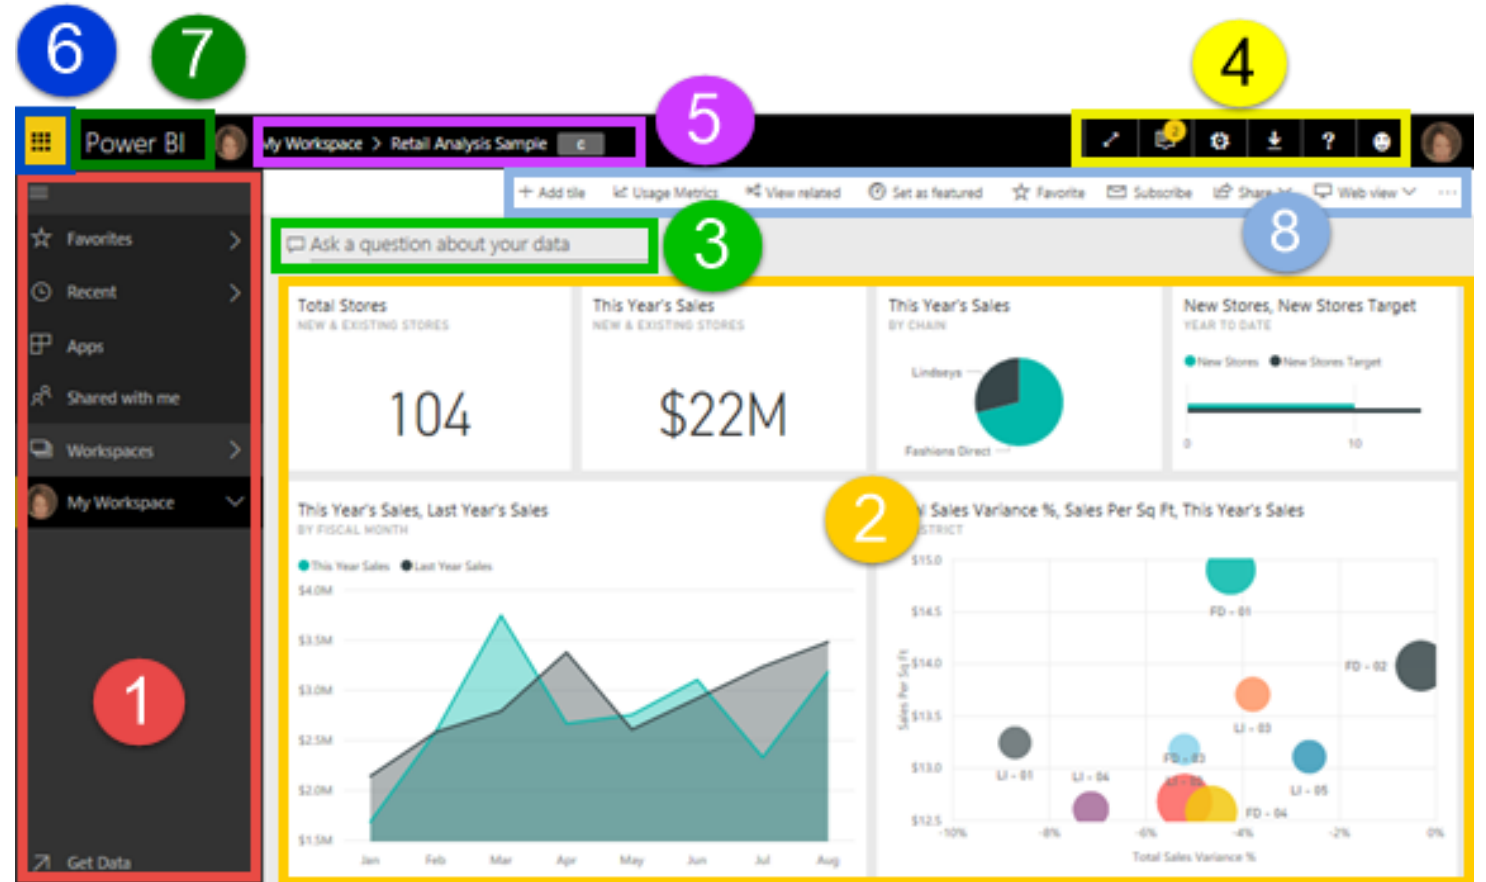 6
7
4
5
Power BI
My Workspace > Retail Analysis Sample
c
2
?
+ Add tile
Usage Metrics
View related
Set as featured
Favorite
Subscribe
Share
Web view
...
8
3
Ask a question about your data
Favorites
Recent
Apps
Shared with me
Workspaces
My Workspace
1
Get Data
Total Stores
NEW & EXISTING STORES
104
This Year's Sales
NEW & EXISTING STORES
$22M
This Year's Sales
BY CHAIN
Lindseys
Fashions Direct
New Stores, New Stores Target
YEAR TO DATE
New Stores
New Stores Target
0
10
This Year's Sales, Last Year's Sales
BY FISCAL MONTH
This Year Sales
Last Year Sales
$4.0M
$3.5M
$3.0M
$2.5M
$2.0M
$1.5M
Jan
Feb
Mar
Apr
May
Jun
Jul
Aug
2
Sales Variance %, Sales Per Sq Ft, This Year's Sales
$15.0
$14.5
$14.0
$13.5
$13.0
$12.5
Sales Per Sq Ft
FD - 01
FD - 02
LI - 03
FD - 03
LI - 01
LI - 04
LI - 05
FD - 04
-10%
-8%
-6%
-4%
-2%
0%
Total Sales Variance %